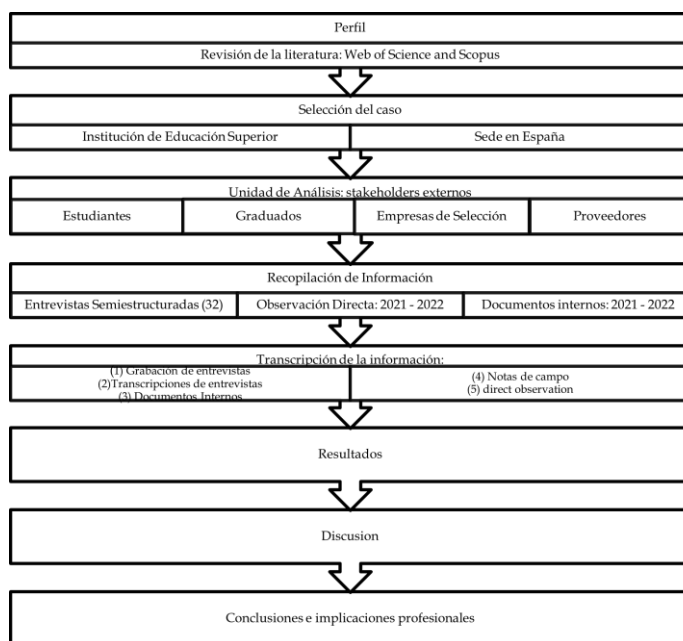 Perfil
Revisión de la literatura: Web of Science and Scopus
Selección del caso
Institución de Educación Superior
Sede en España
Unidad de Análisis: stakeholders externos
Estudiantes
Graduados
Empresas de Selección
Proveedores
Recopilación de Información
Entrevistas Semiestructuradas (32)
Observación Directa: 2021 - 2022
Documentos internos: 2021 - 2022
Transcripción de la información:
(1) Grabación de entrevistas
(2)Transcripciones de entrevistas
(3) Documentos Internos
(4) Notas de campo
(5) direct observation
Resultados
Discusion
Conclusiones e implicaciones profesionales